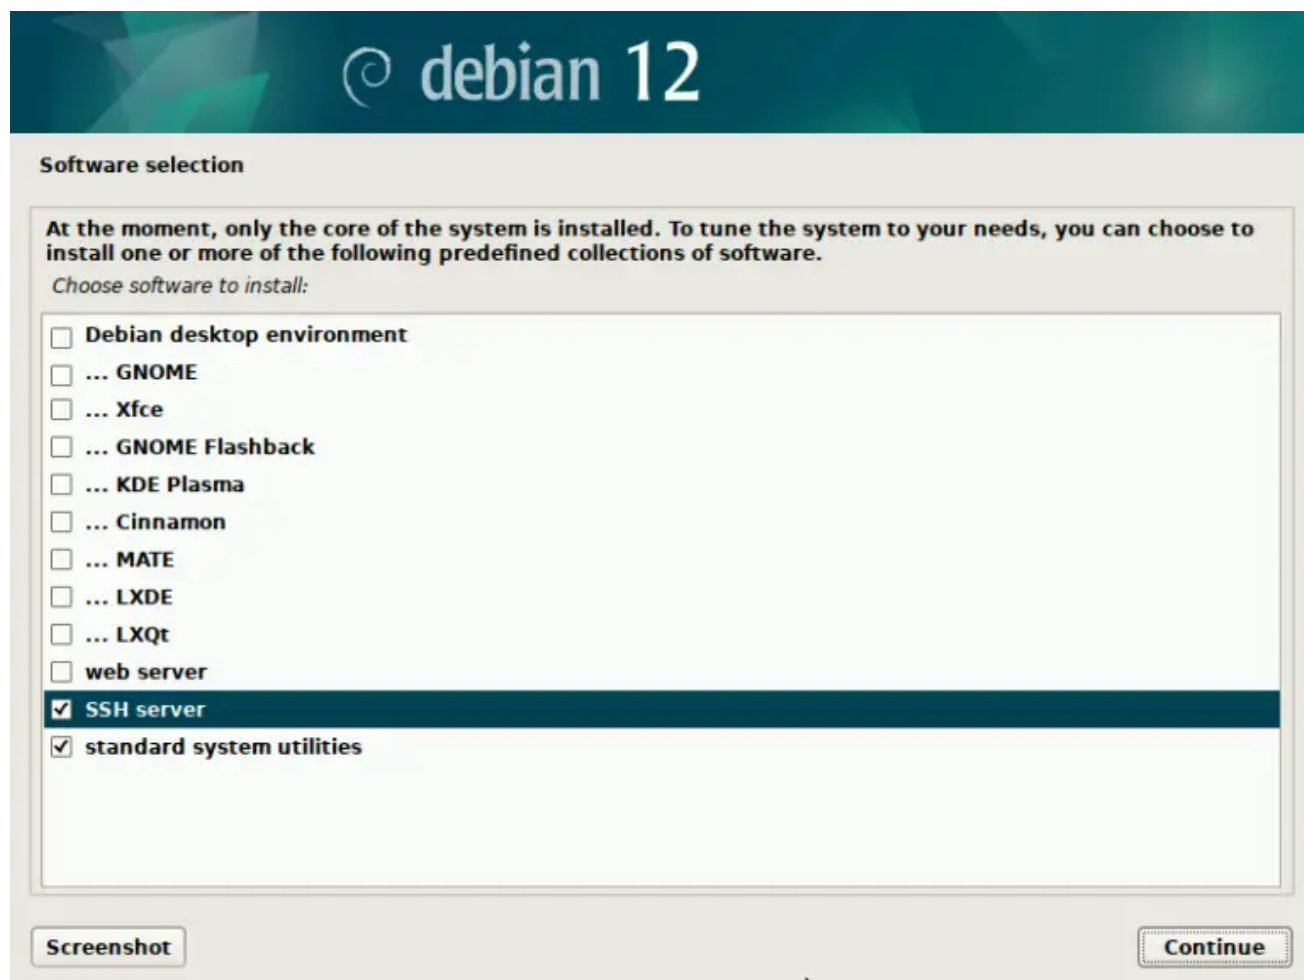 debian 12
Software selection
At the moment, only the core of the system is installed. To tune the system to your needs, you can choose to
install one or more of the following predefined collections of software.
Choose software to install:
Debian desktop environment
... GNOME
... Xfce
... GNOME Flashback
... KDE Plasma
... Cinnamon
... MATE
... LXDE
... LXQt
web server
SSH server
standard system utilities
Screenshot
Continue